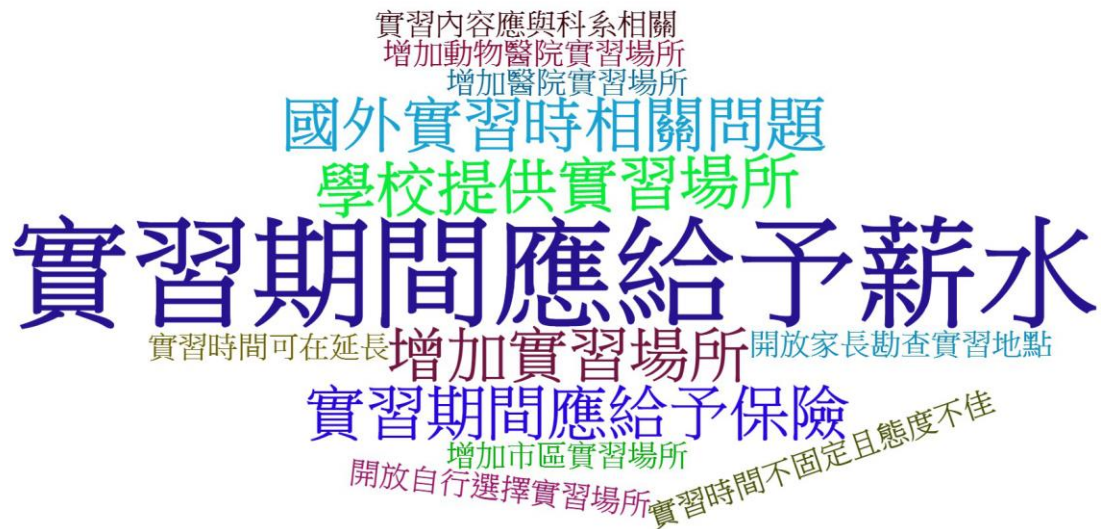 實習內容應與科系相關
增加動物醫院實習場所
增加醫院實習場所
國外實習時相關問題
學校提供實習場所
實習期間應給予薪水
實習時間可在延長
增加實習場所
開放家長勘查實習地點
實習期間應給予保險
增加市區實習場所
開放自行選擇實習場所
實習時間不固定且態度不佳